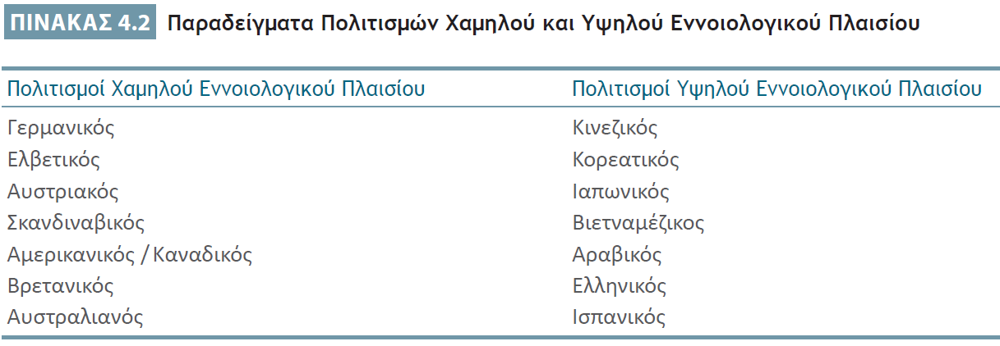 ΠΙΝΑΚΑΣ 4.2 Παραδείγματα Πολιτισμών Χαμηλού και Υψηλού Εννοιολογικού Πλαισίου
Πολιτισμοί Χαμηλού Εννοιολογικού Πλαισίου Πολιτισμοί Υψηλού Εννοιολογικού Πλαισίου
Γερμανικός Κινεζικός
Ελβετικός Κορεατικός
Αυστριακός Ιαπωνικός
Σκανδιναβικός Βιετναμέζικος
Αμερικανικός / Καναδικός Αραβικός
Βρετανικός Ελληνικός
Αυστραλιανός Ισπανικός